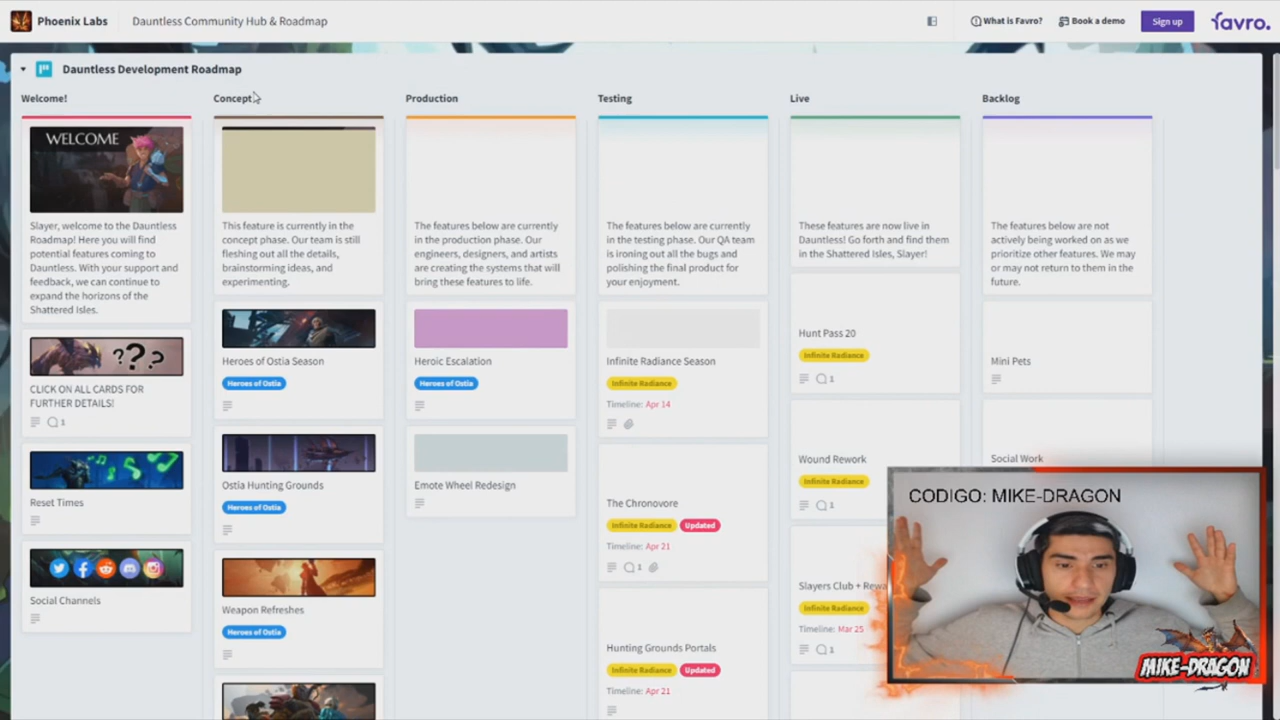 Phoenix Labs
Dauntless Community Hub & Roadmap
What is Favro?
Book a demo
Sign up
favro.
Dauntless Development Roadmap
Welcome!
WELCOME
Slayer, welcome to the Dauntless
Roadmap! Here you will find
potential features coming to
Dauntless. With your support and
feedback, we can continue to
expand the horizons of the
Shattered Isles.
???
CLICK ON ALL CARDS FOR
FURTHER DETAILS!
1
Reset Times
Social Channels
Concept
This feature is currently in the
concept phase. Our team is still
fleshing out all the details,
brainstorming ideas, and
experimenting.
Heroes of Ostia Season
Heroes of Ostia
Ostia Hunting Grounds
Heroes of Ostia
Weapon Refreshes
Heroes of Ostia
Production
The features below are currently
in the production phase. Our
engineers, designers, and artists
are creating the systems that will
bring these features to life.
Heroic Escalation
Heroes of Ostia
Emote Wheel Redesign
Testing
The features below are currently
in the testing phase. Our QA team
is ironing out all the bugs and
polishing the final product for
your enjoyment.
Infinite Radiance Season
Infinite Radiance
Timeline: Apr 14
The Chronovore
Infinite Radiance Updated
Timeline: Apr 21
1
Hunting Grounds Portals
Infinite Radiance Updated
Timeline: Apr 21
Live
These features are now live in
Dauntless! Go forth and find them
in the Shattered Isles, Slayer!
Hunt Pass 20
Infinite Radiance
1
Wound Rework
Infinite Radiance
1
Slayers Club + Rewa
Infinite Radiance
Timeline: Mar 25
1
Backlog
The features below are not
actively being worked on as we
prioritize other features. We may
or may not return to them in the
future.
Mini Pets
Social Work
CODIGO: MIKE-DRAGON
MIKE-DRAGON